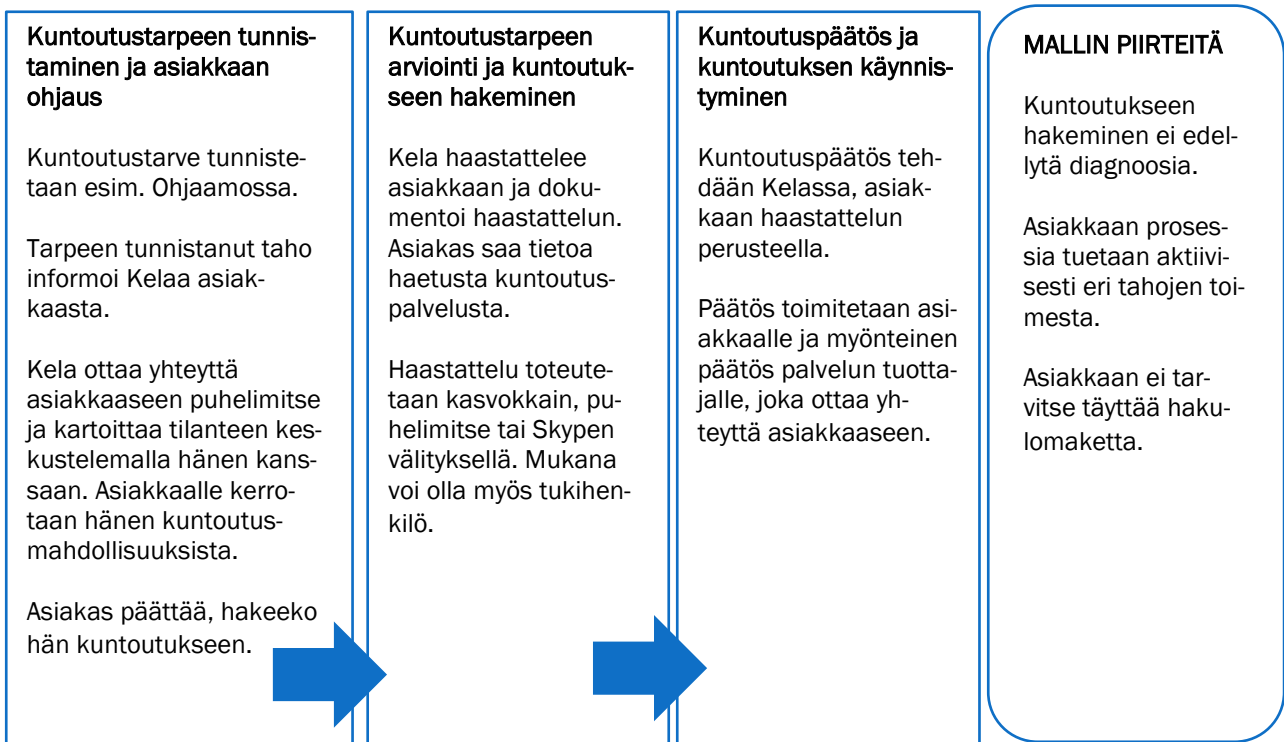 Kuntoutustarpeen tunnis-
taminen ja asiakkaan
ohjaus
Kuntoutustarve tunniste-
taan esim. Ohjaamossa.
Tarpeen tunnistanut taho
informoi Kelaa asiak-
kaasta.
Kela ottaa yhteyttä
asiakkaaseen puhelimitse
ja kartoittaa tilanteen kes-
kustelemalla hänen kans-
saan. Asiakkaalle kerro-
taan hänen kuntoutus-
mahdollisuuksista.
Asiakas päättää, hakeeko
hän kuntoutukseen.
Kuntoutustarpeen
arviointi ja kuntoutuk-
seen hakeminen
Kela haastattelee
asiakkaan ja doku-
mentoi haastattelun.
Asiakas saa tietoa
haetusta kuntoutus-
palvelusta.
Haastattelu toteute-
taan kasvokkain, pu-
helimitse tai Skypen
välityksellä. Mukana
voi olla myös tukihen-
kilö.
Kuntoutuspäätös ja
kuntoutuksen käynnis-
tyminen
Kuntoutuspäätös teh-
dään Kelassa, asiak-
kaan haastattelun
perusteella.
Päätös toimitetaan asi-
akkaalle ja myönteinen
päätös palvelun tuotta-
jalle, joka ottaa yh-
teyttä asiakkaaseen.
MALLIN PIIRTEITÄ
Kuntoutukseen
hakeminen ei edel-
lytä diagnoosia.
Asiakkaan proses-
sia tuetaan aktiivi-
sesti eri tahojen toi-
mesta.
Asiakkaan ei tar-
vitse täyttää haku-
lomaketta.